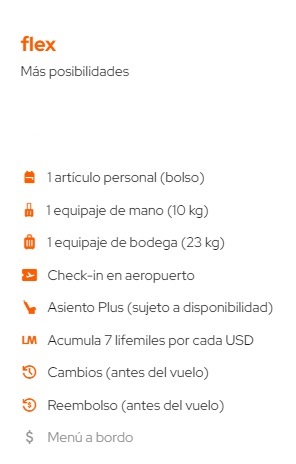 flex
Más posibilidades
1 artículo personal (bolso)
1 equipaje de mano (10 kg)
1 equipaje de bodega (23 kg)
Check-in en aeropuerto
Asiento Plus (sujeto a disponibilidad)
LM Acumula 7 lifemiles por cada USD
Cambios (antes del vuelo)
$ Reembolso (antes del vuelo)
$ Menú a bordo